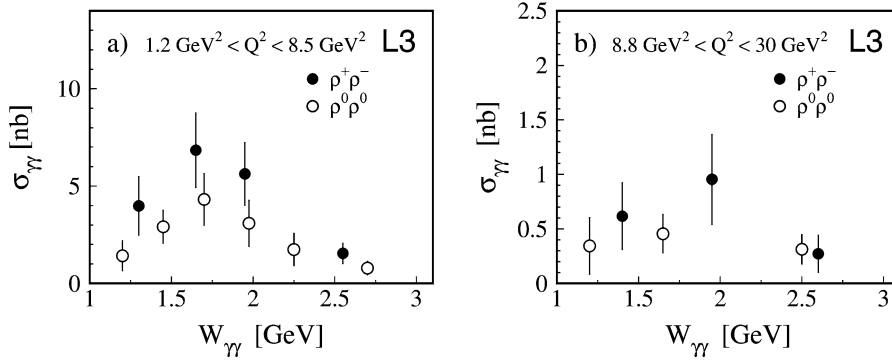 a) 1.2 GeV² < Q² < 8.5 GeV² L3
ρ⁺ρ⁻
ρ⁰ρ⁰
σγγ [nb]
10
5
0
1 1.5 2 2.5 3
Wγγ [GeV]
b) 8.8 GeV² < Q² < 30 GeV² L3
ρ⁺ρ⁻
ρ⁰ρ⁰
σγγ [nb]
2.5
2
1.5
1
0.5
0
1 1.5 2 2.5 3
Wγγ [GeV]